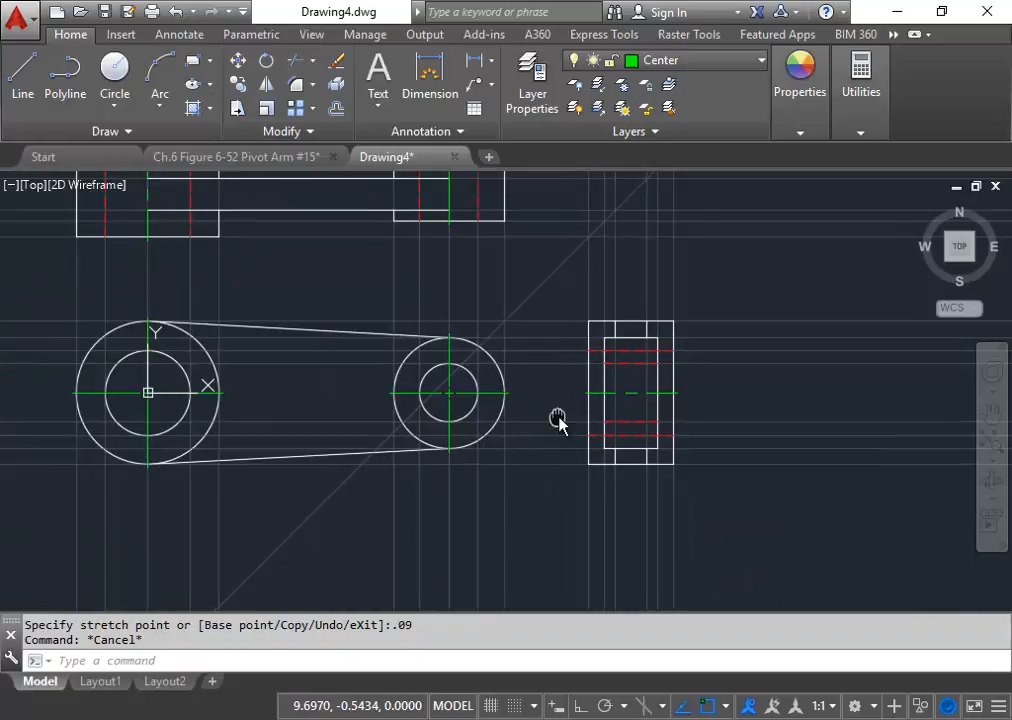 Drawing4.dwg
Type a keyword or phrase
Sign In
Home Insert Annotate Parametric View Manage Output Add-ins A360 Express Tools Raster Tools Featured Apps BIM 360
Line Polyline Circle Arc Text Dimension Center
Layer Properties
Properties Utilities
Draw Modify Annotation Layers
Start Ch.6 Figure 6-52 Pivot Arm #15* Drawing4*
[−][Top][2D Wireframe]
N
W TOP E
S
WCS
Y
X
Specify stretch point or [Base point/Copy/Undo/eXit]:.09
Command: *Cancel*
Type a command
Model Layout1 Layout2
9.6970, -0.5434, 0.0000 MODEL 1:1